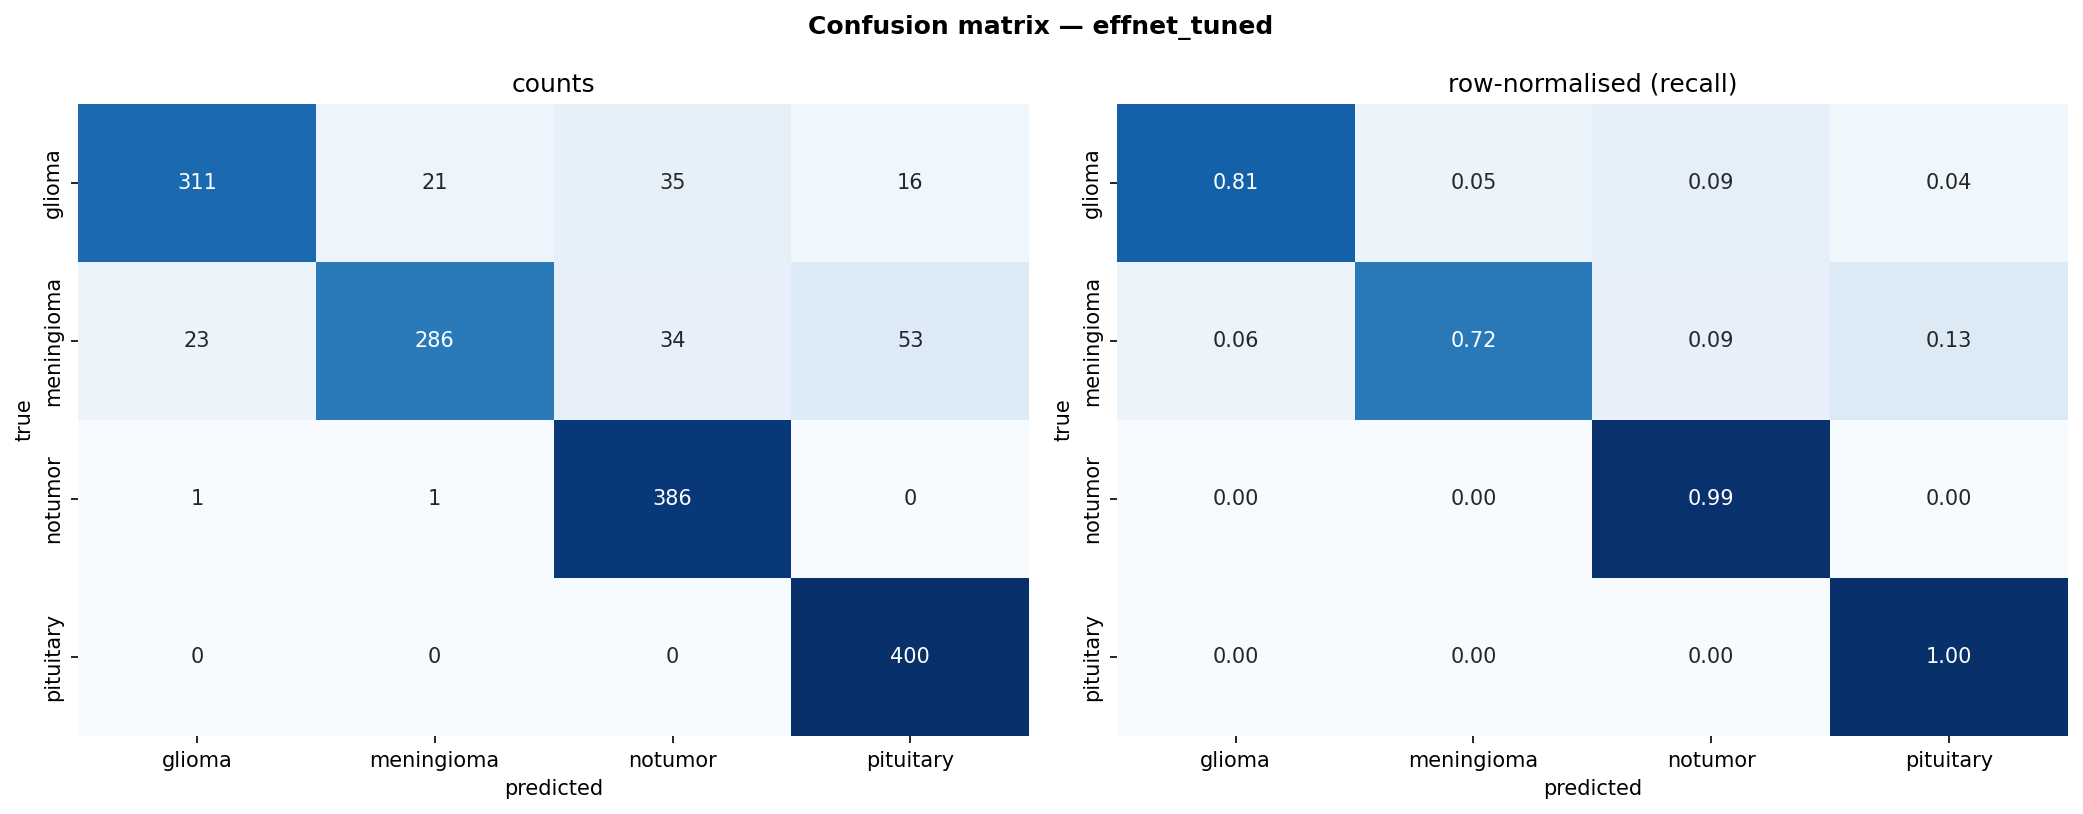 Confusion matrix — effnet_tuned
counts
glioma 311 21 35 16
meningioma 23 286 34 53
notumor 1 1 386 0
pituitary 0 0 0 400
true
glioma meningioma notumor pituitary
predicted
row-normalised (recall)
glioma 0.81 0.05 0.09 0.04
meningioma 0.06 0.72 0.09 0.13
notumor 0.00 0.00 0.99 0.00
pituitary 0.00 0.00 0.00 1.00
true
glioma meningioma notumor pituitary
predicted